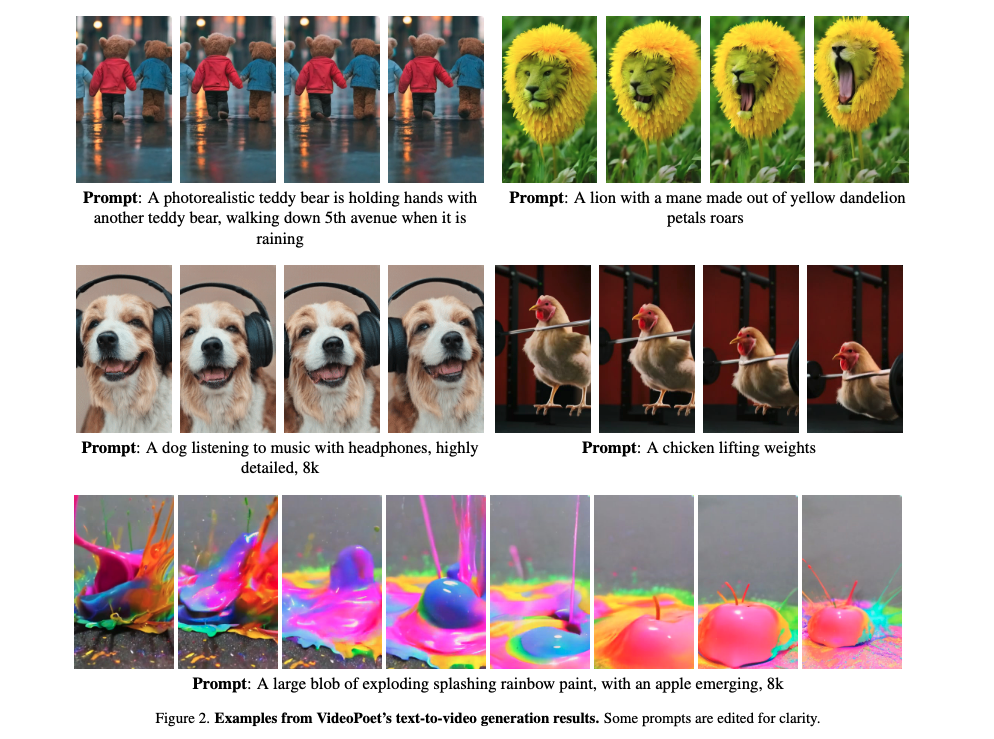 Prompt: A photorealistic teddy bear is holding hands with
another teddy bear, walking down 5th avenue when it is
raining
Prompt: A lion with a mane made out of yellow dandelion
petals roars
Prompt: A dog listening to music with headphones, highly
detailed, 8k
Prompt: A chicken lifting weights
Prompt: A large blob of exploding splashing rainbow paint, with an apple emerging, 8k
Figure 2. Examples from VideoPoet's text-to-video generation results. Some prompts are edited for clarity.